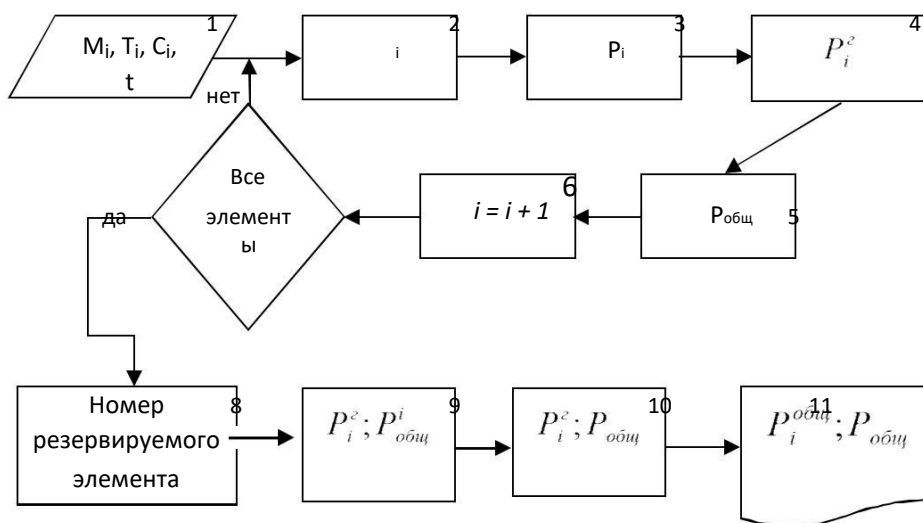 1
Mi, Ti, Ci,
t
2
i
3
Pi
4
P_i^г
нет
Все
элемент
ы
да
6
i = i + 1
Pобщ
5
Номер
8
резервируемого
элемента
9
P_i^г; P_общ^i
10
P_i^г; P_общ
11
P_i^общ; P_общ